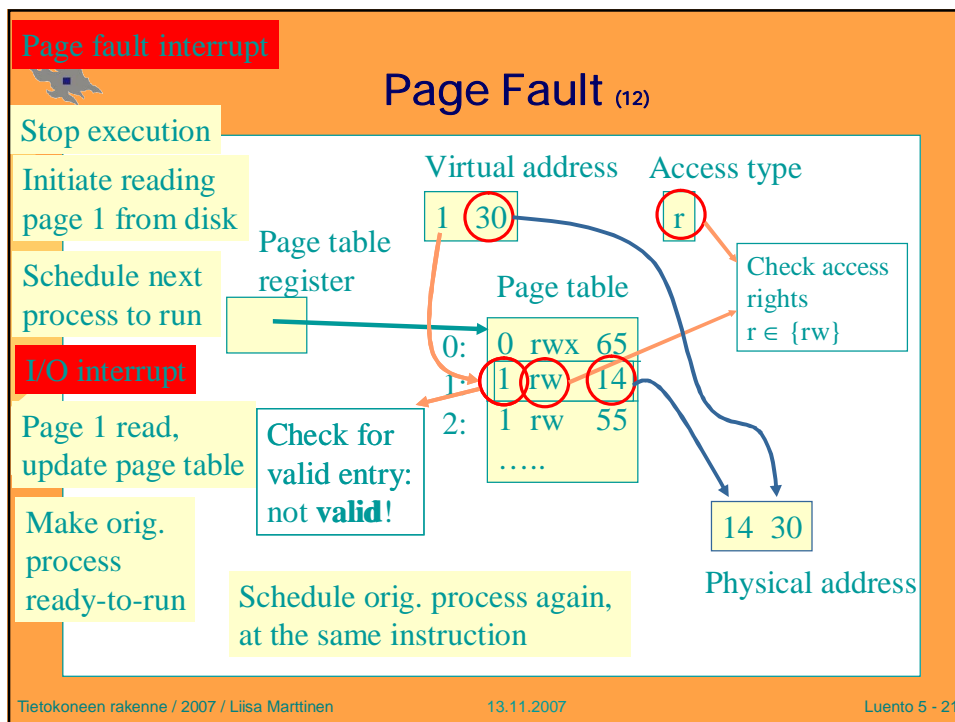 Page fault interrupt
Page Fault (12)
Stop execution
Initiate reading
page 1 from disk
Schedule next
process to run
I/O interrupt
Page 1 read,
update page table
Make orig.
process
ready-to-run
Virtual address
1 30
Access type
r
Page table
register
Page table
0: 0 rwx 65
1: 1 rw 14
2: 1 rw 55
…..
Check access
rights
r ∈ {rw}
Check for
valid entry:
not valid!
14 30
Physical address
Schedule orig. process again,
at the same instruction
Tietokoneen rakenne / 2007 / Liisa Marttinen 13.11.2007 Luento 5 - 21